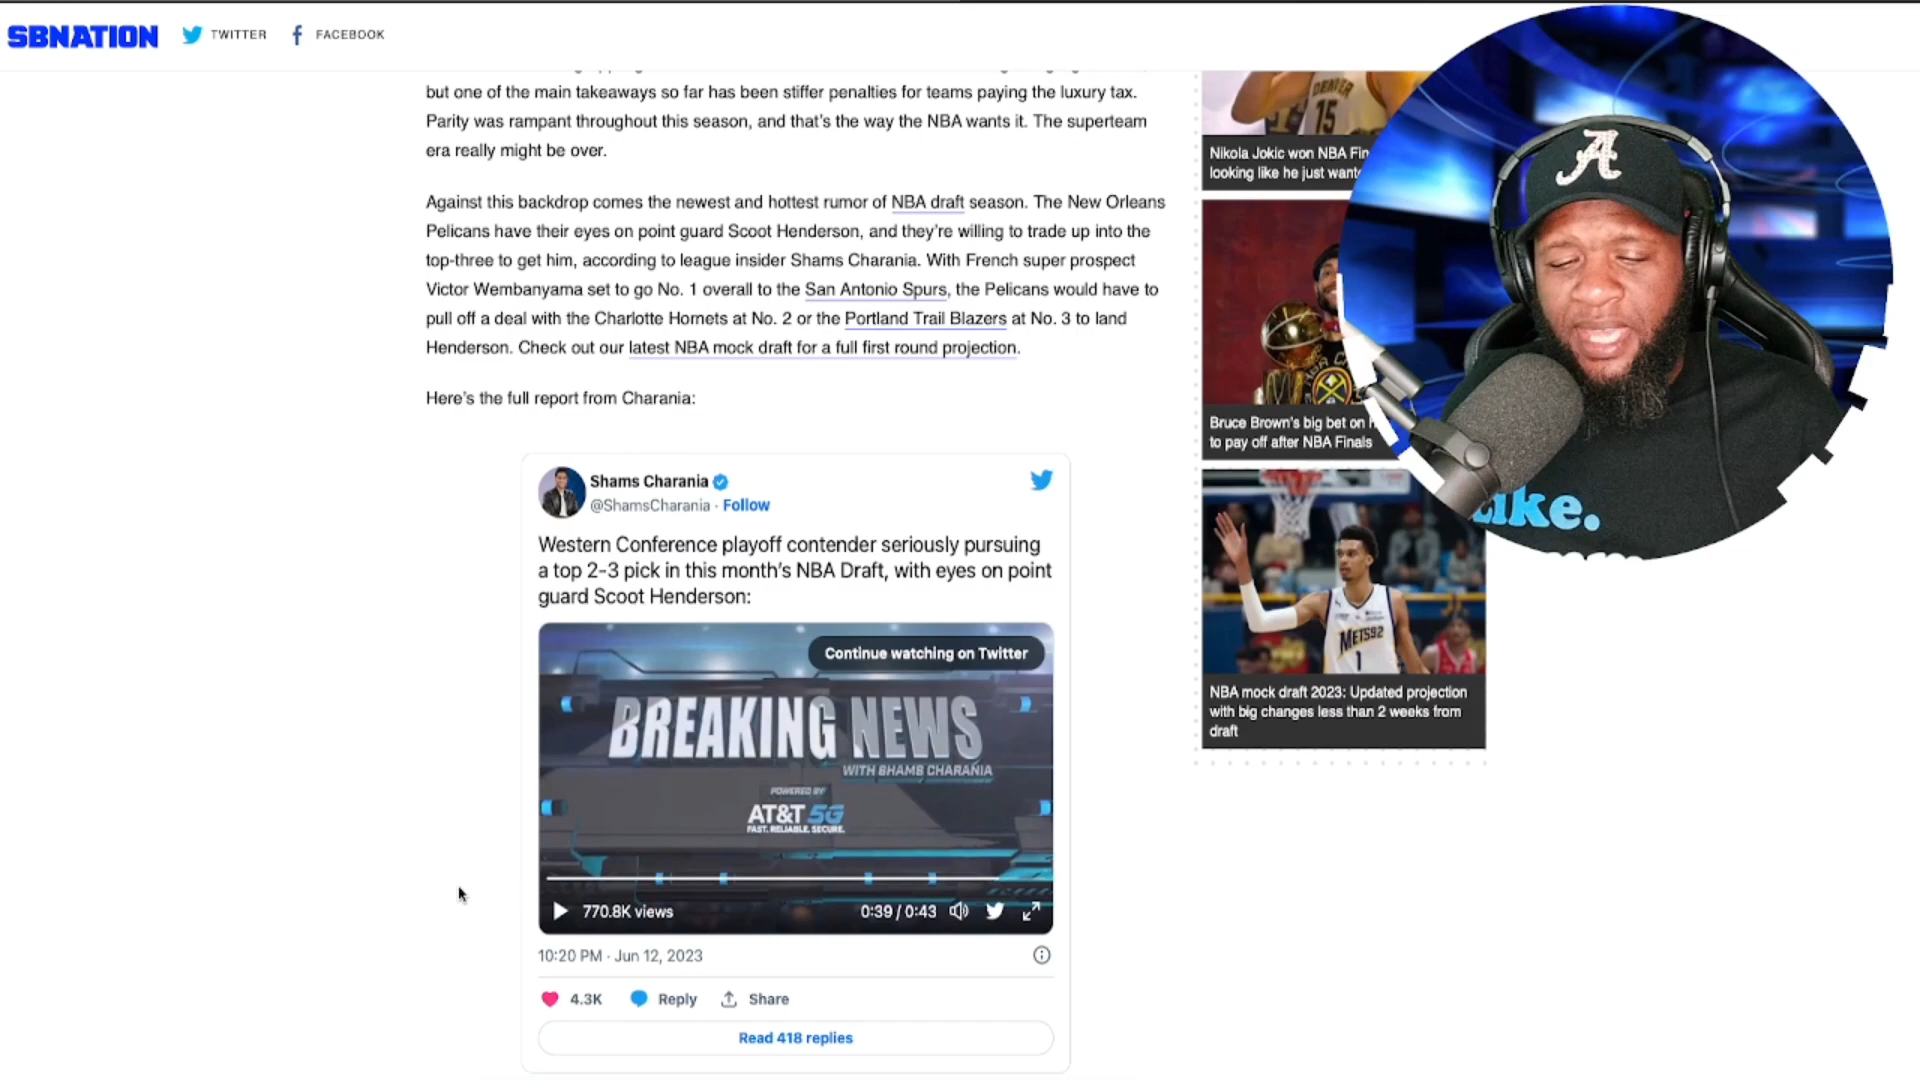 SBNATION
TWITTER
FACEBOOK
but one of the main takeaways so far has been stiffer penalties for teams paying the luxury tax.
Parity was rampant throughout this season, and that's the way the NBA wants it. The superteam
era really might be over.
Against this backdrop comes the newest and hottest rumor of NBA draft season. The New Orleans
Pelicans have their eyes on point guard Scoot Henderson, and they're willing to trade up into the
top-three to get him, according to league insider Shams Charania. With French super prospect
Victor Wembanyama set to go No. 1 overall to the San Antonio Spurs, the Pelicans would have to
pull off a deal with the Charlotte Hornets at No. 2 or the Portland Trail Blazers at No. 3 to land
Henderson. Check out our latest NBA mock draft for a full first round projection.
Here's the full report from Charania:
Shams Charania
@ShamsCharania · Follow
Western Conference playoff contender seriously pursuing
a top 2-3 pick in this month's NBA Draft, with eyes on point
guard Scoot Henderson:
Continue watching on Twitter
BREAKING NEWS
WITH SHAMS CHARANIA
POWERED BY
AT&T 5G
FAST. RELIABLE. SECURE.
770.8K views
0:39 / 0:43
10:20 PM · Jun 12, 2023
4.3K
Reply
Share
Read 418 replies
DENVER
15
Nikola Jokic won NBA
looking like he just
Bruce Brown's big bet on
to pay off after NBA Finals
METS92
1
NBA mock draft 2023: Updated projection
with big changes less than 2 weeks from
draft
A
like.